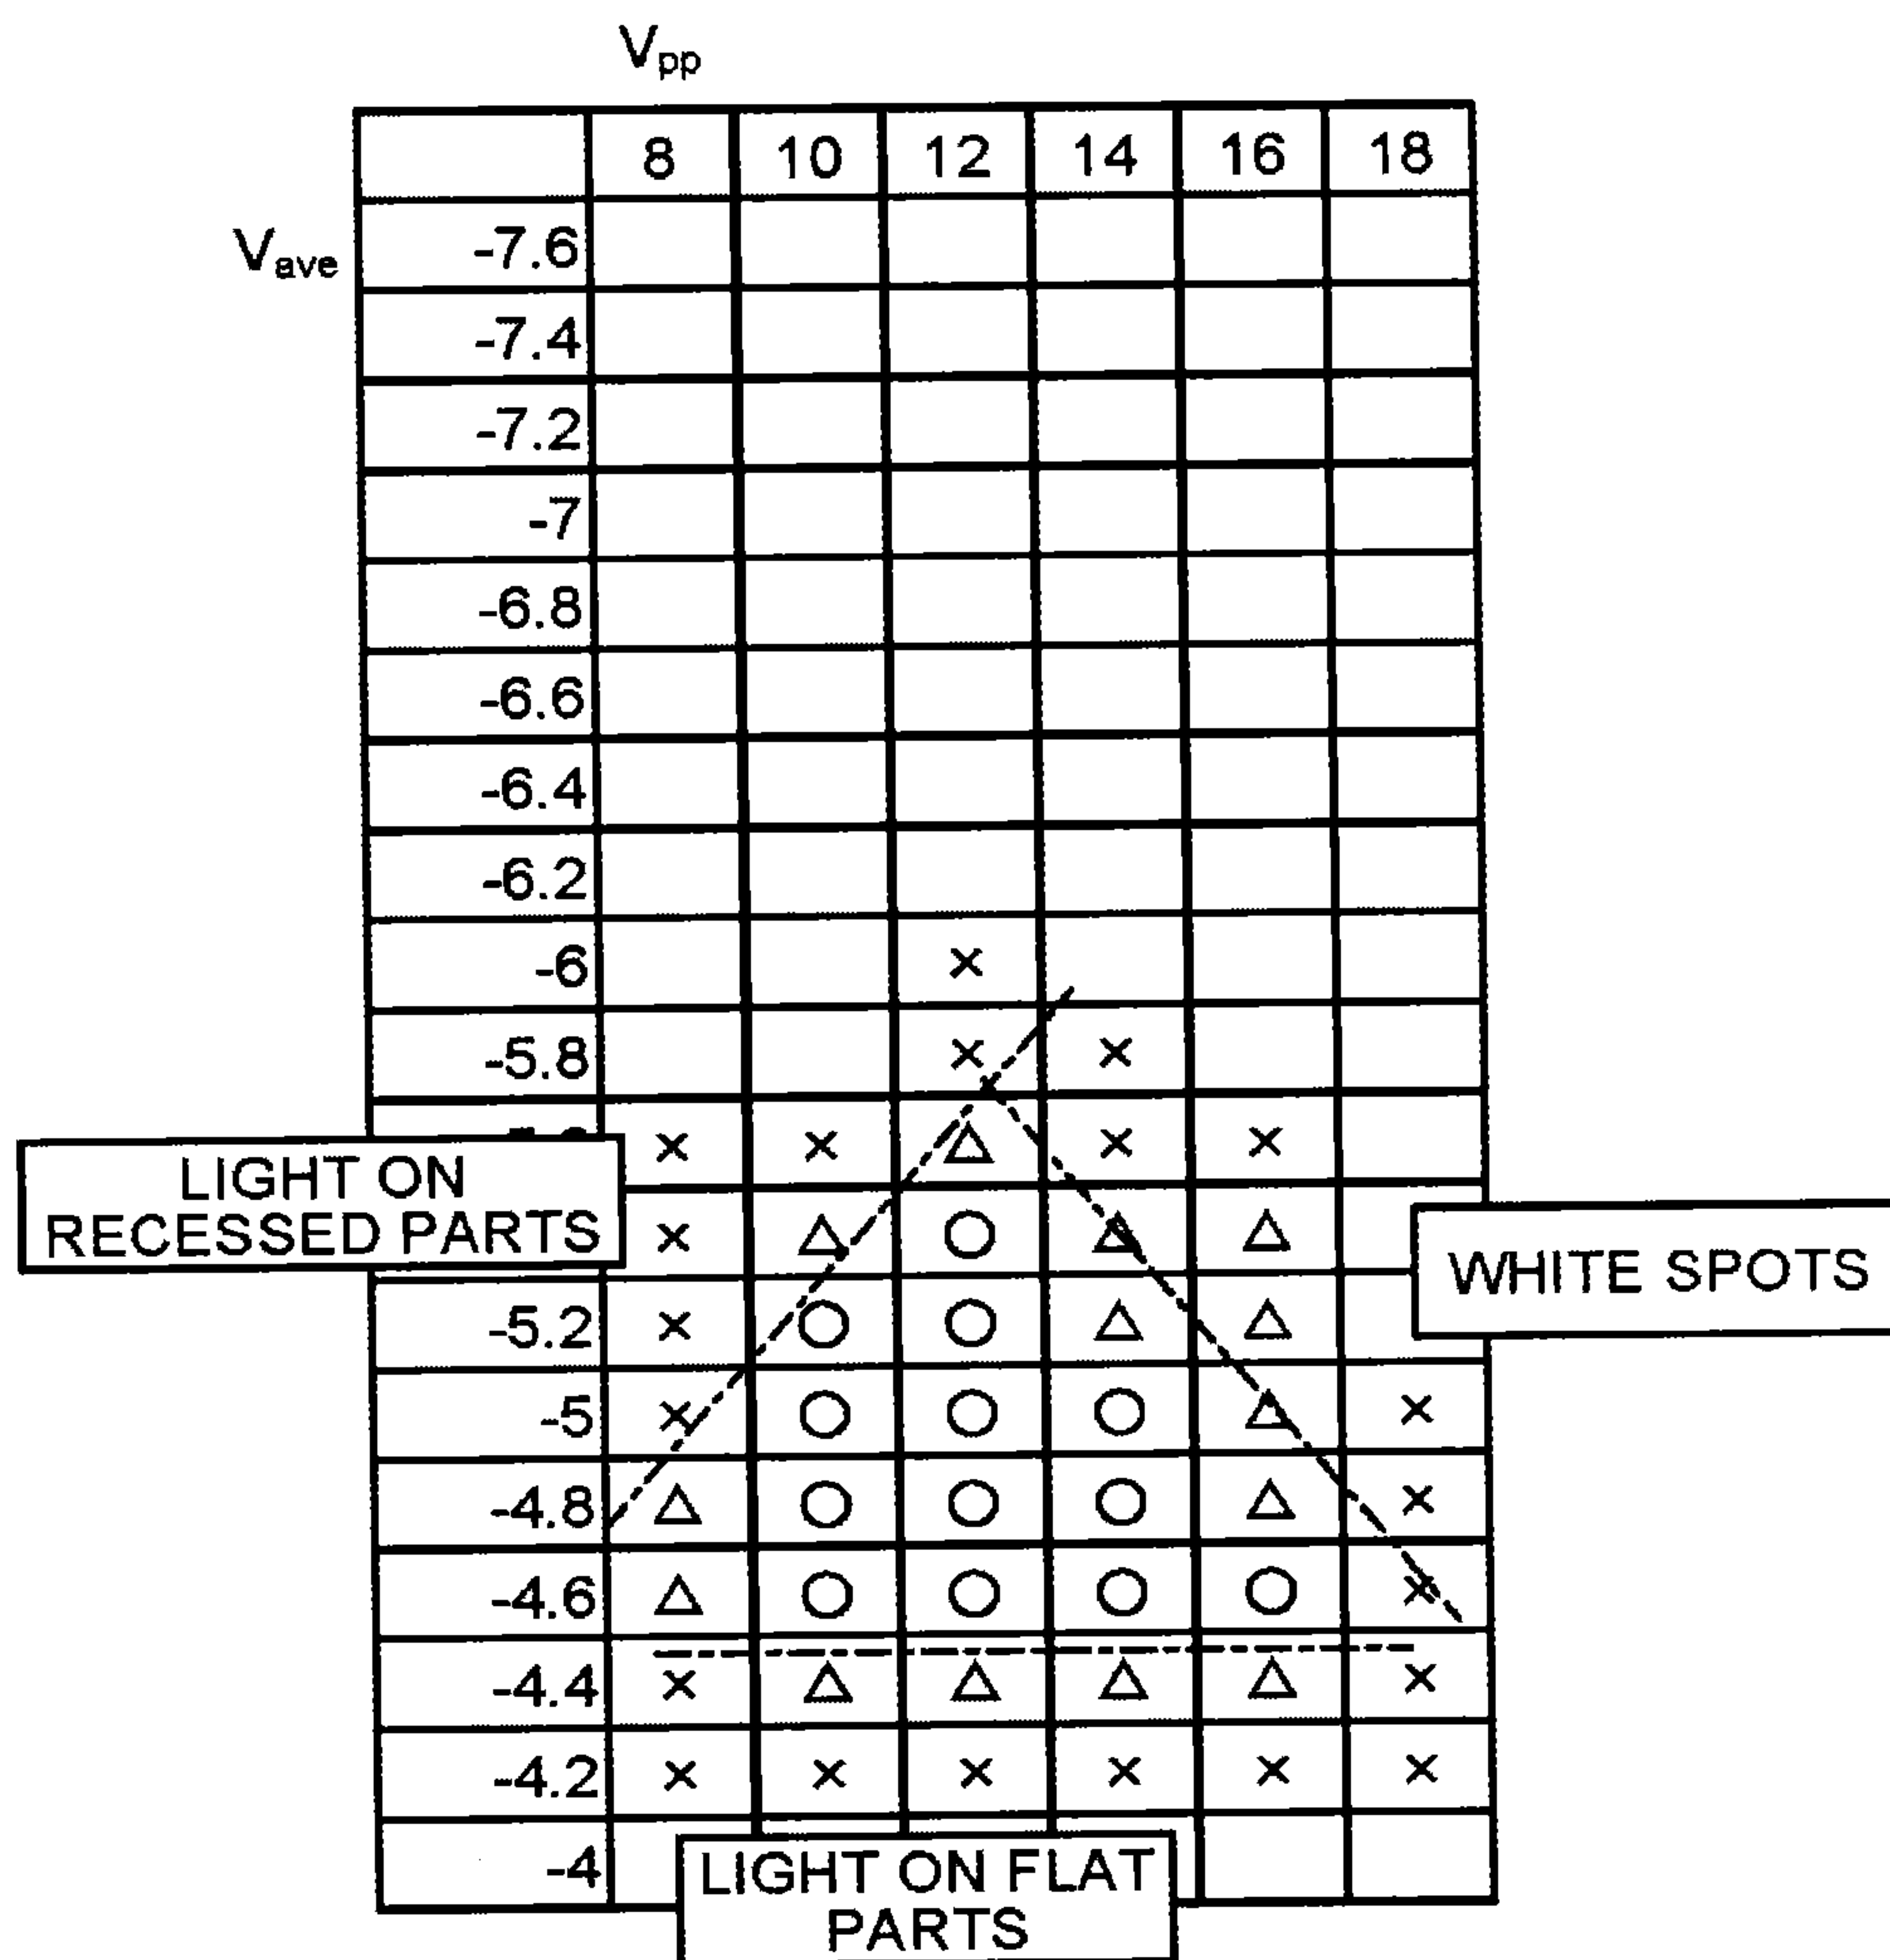 Vpp
8 10 12 14 16 18
Vave -7.6
-7.4
-7.2
-7
-6.8
-6.6
-6.4
-6.2
-6 ×
-5.8 × ×
× × △ × ×
LIGHT ON
RECESSED PARTS
× △ ○ △ △
WHITE SPOTS
-5.2 × ○ ○ △ △
-5 × ○ ○ ○ △ ×
-4.8 △ ○ ○ ○ △ ×
-4.6 △ ○ ○ ○ ○ ×
-4.4 × △ △ △ △ ×
-4.2 × × × × × ×
-4
LIGHT ON FLAT
PARTS